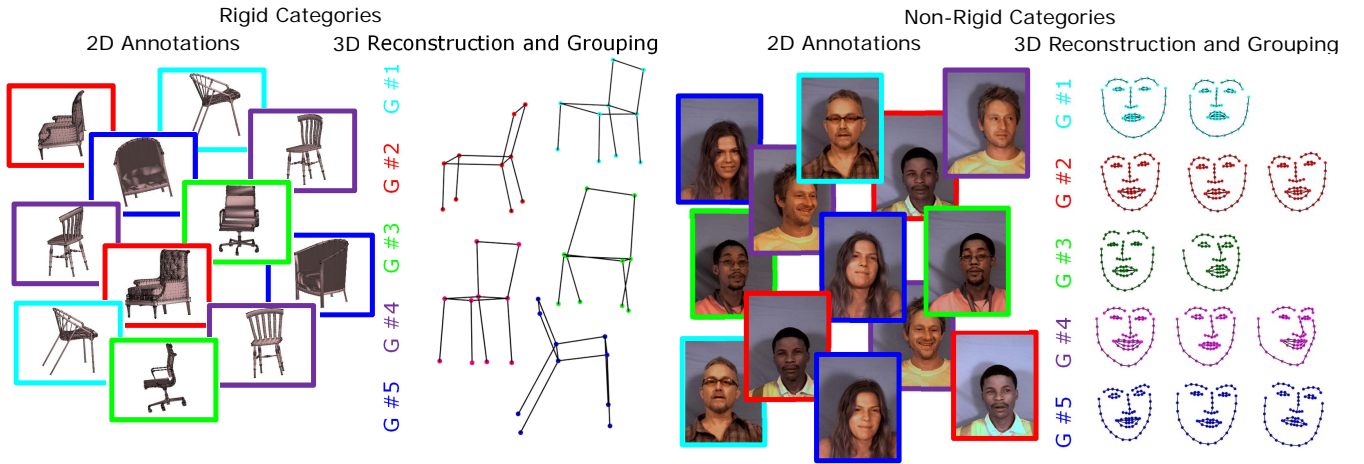 Rigid Categories
2D Annotations
3D Reconstruction and Grouping
G #1
G #2
G #3
G #4
G #5
Non-Rigid Categories
2D Annotations
3D Reconstruction and Grouping
G #1
G #2
G #3
G #4
G #5